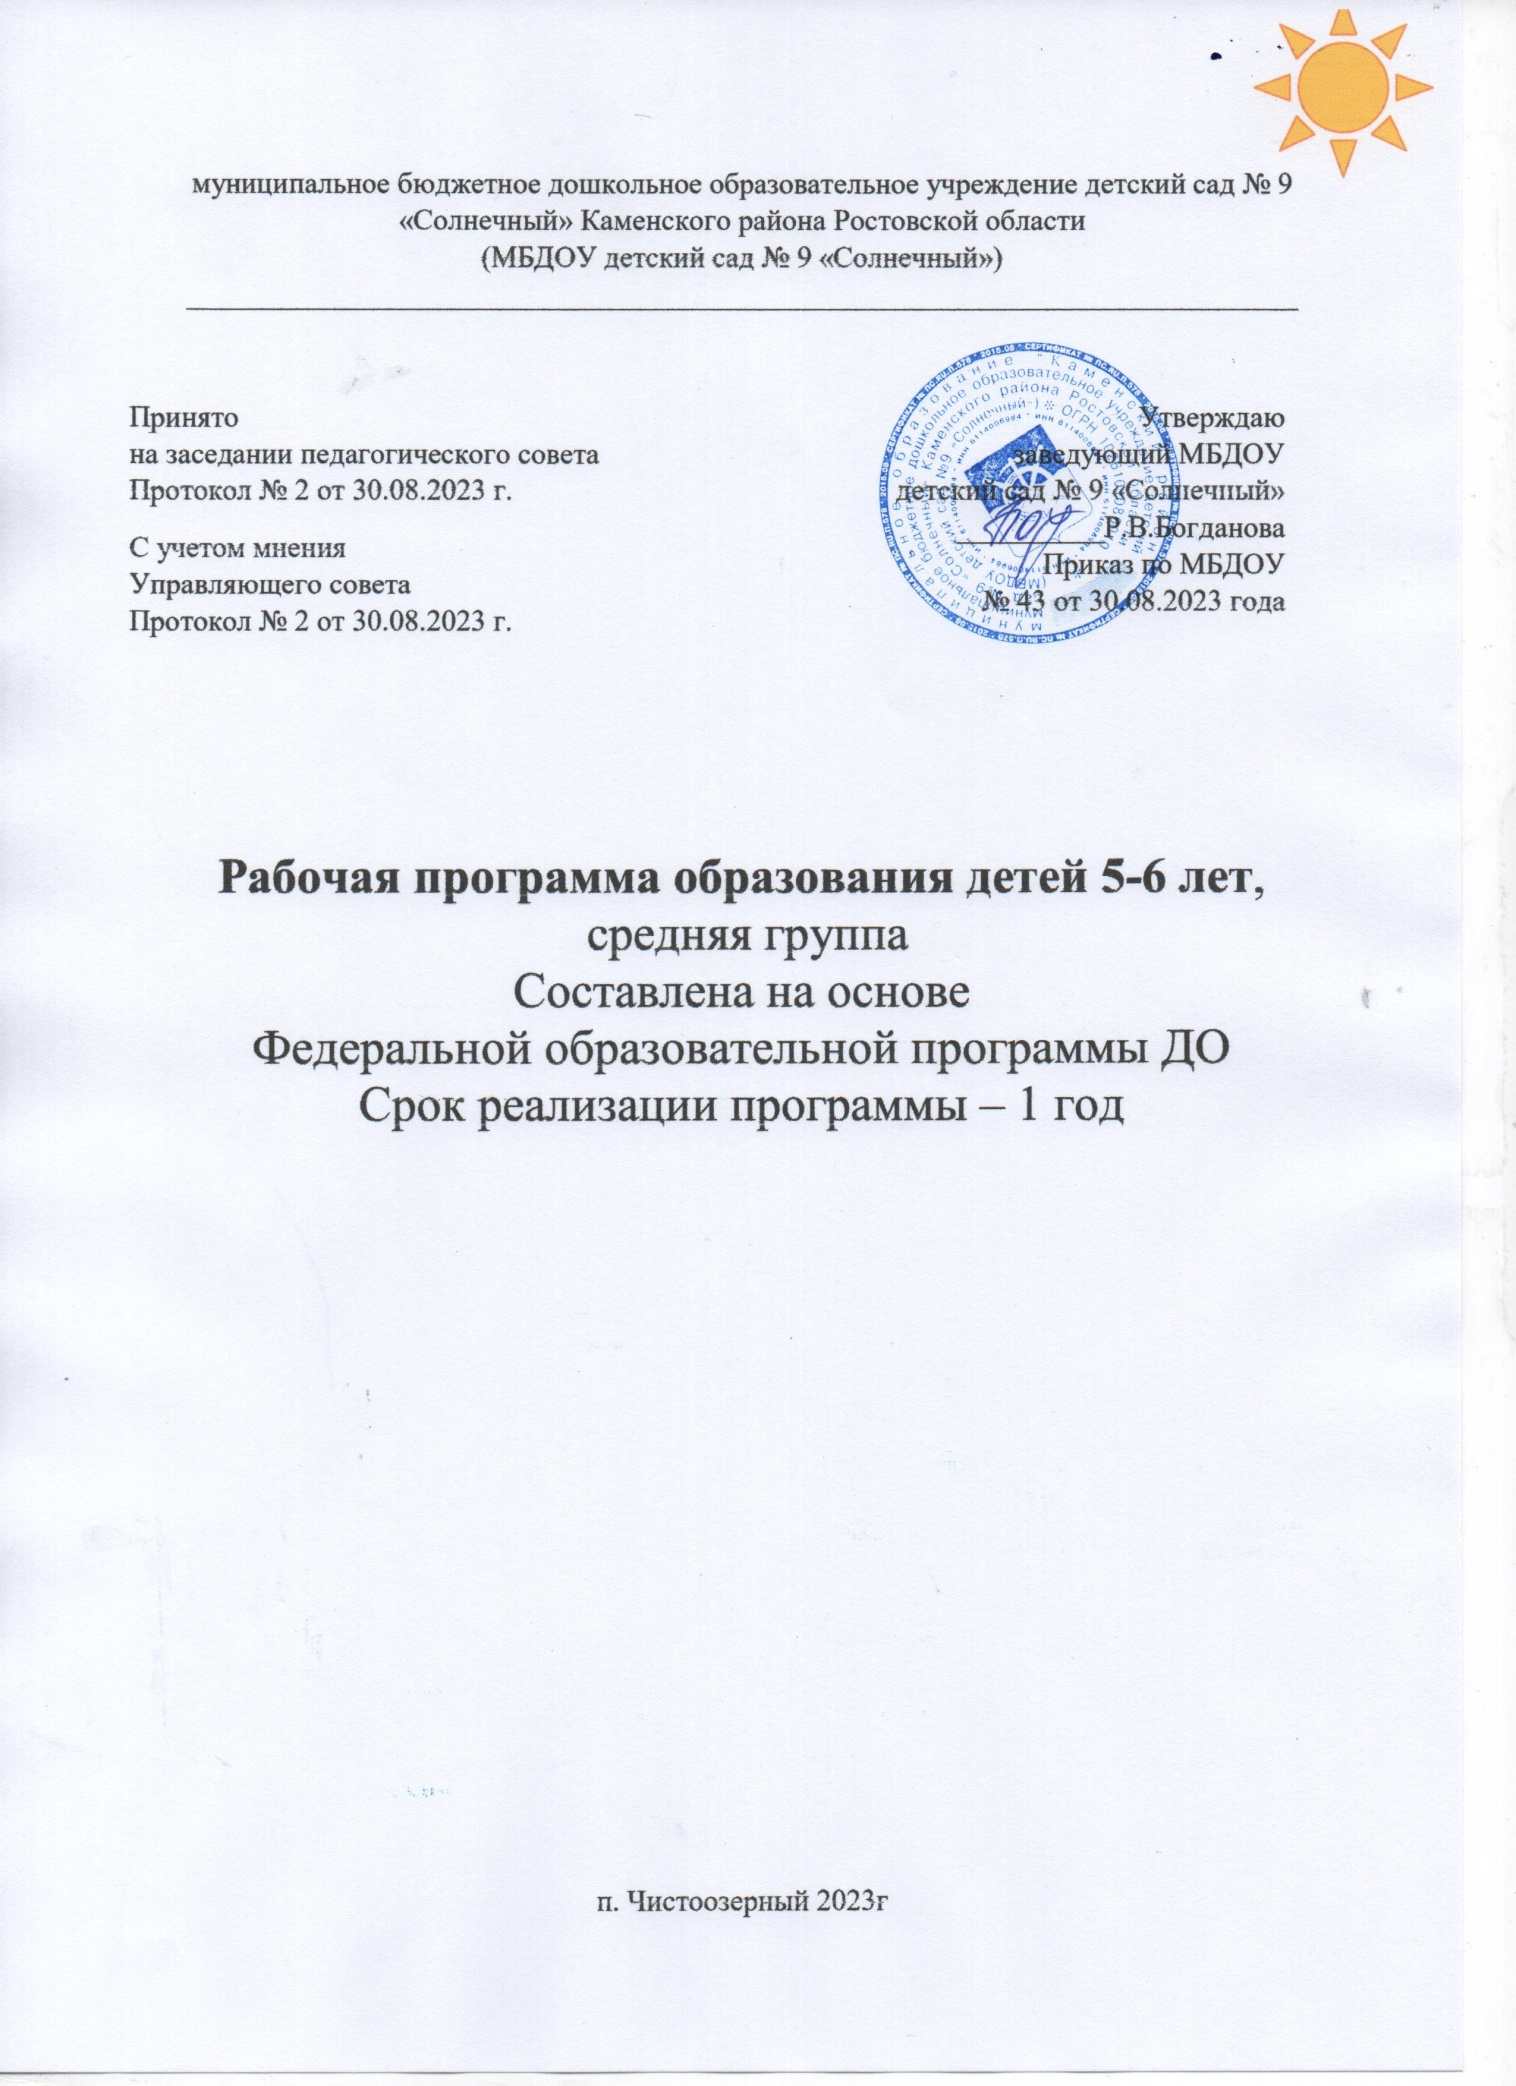 муниципальное бюджетное дошкольное образовательное учреждение детский сад № 9
«Солнечный» Каменского района Ростовской области
(МБДОУ детский сад № 9 «Солнечный»)
Принято
на заседании педагогического совета
Протокол № 2 от 30.08.2023 г.
С учетом мнения
Управляющего совета
Протокол № 2 от 30.08.2023 г.
Утверждаю
заведующий МБДОУ
детский сад № 9 «Солнечный»
Р.В.Богданова
Приказ по МБДОУ
№ 43 от 30.08.2023 года
Рабочая программа образования детей 5-6 лет,
средняя группа
Составлена на основе
Федеральной образовательной программы ДО
Срок реализации программы – 1 год
п. Чистоозерный 2023г